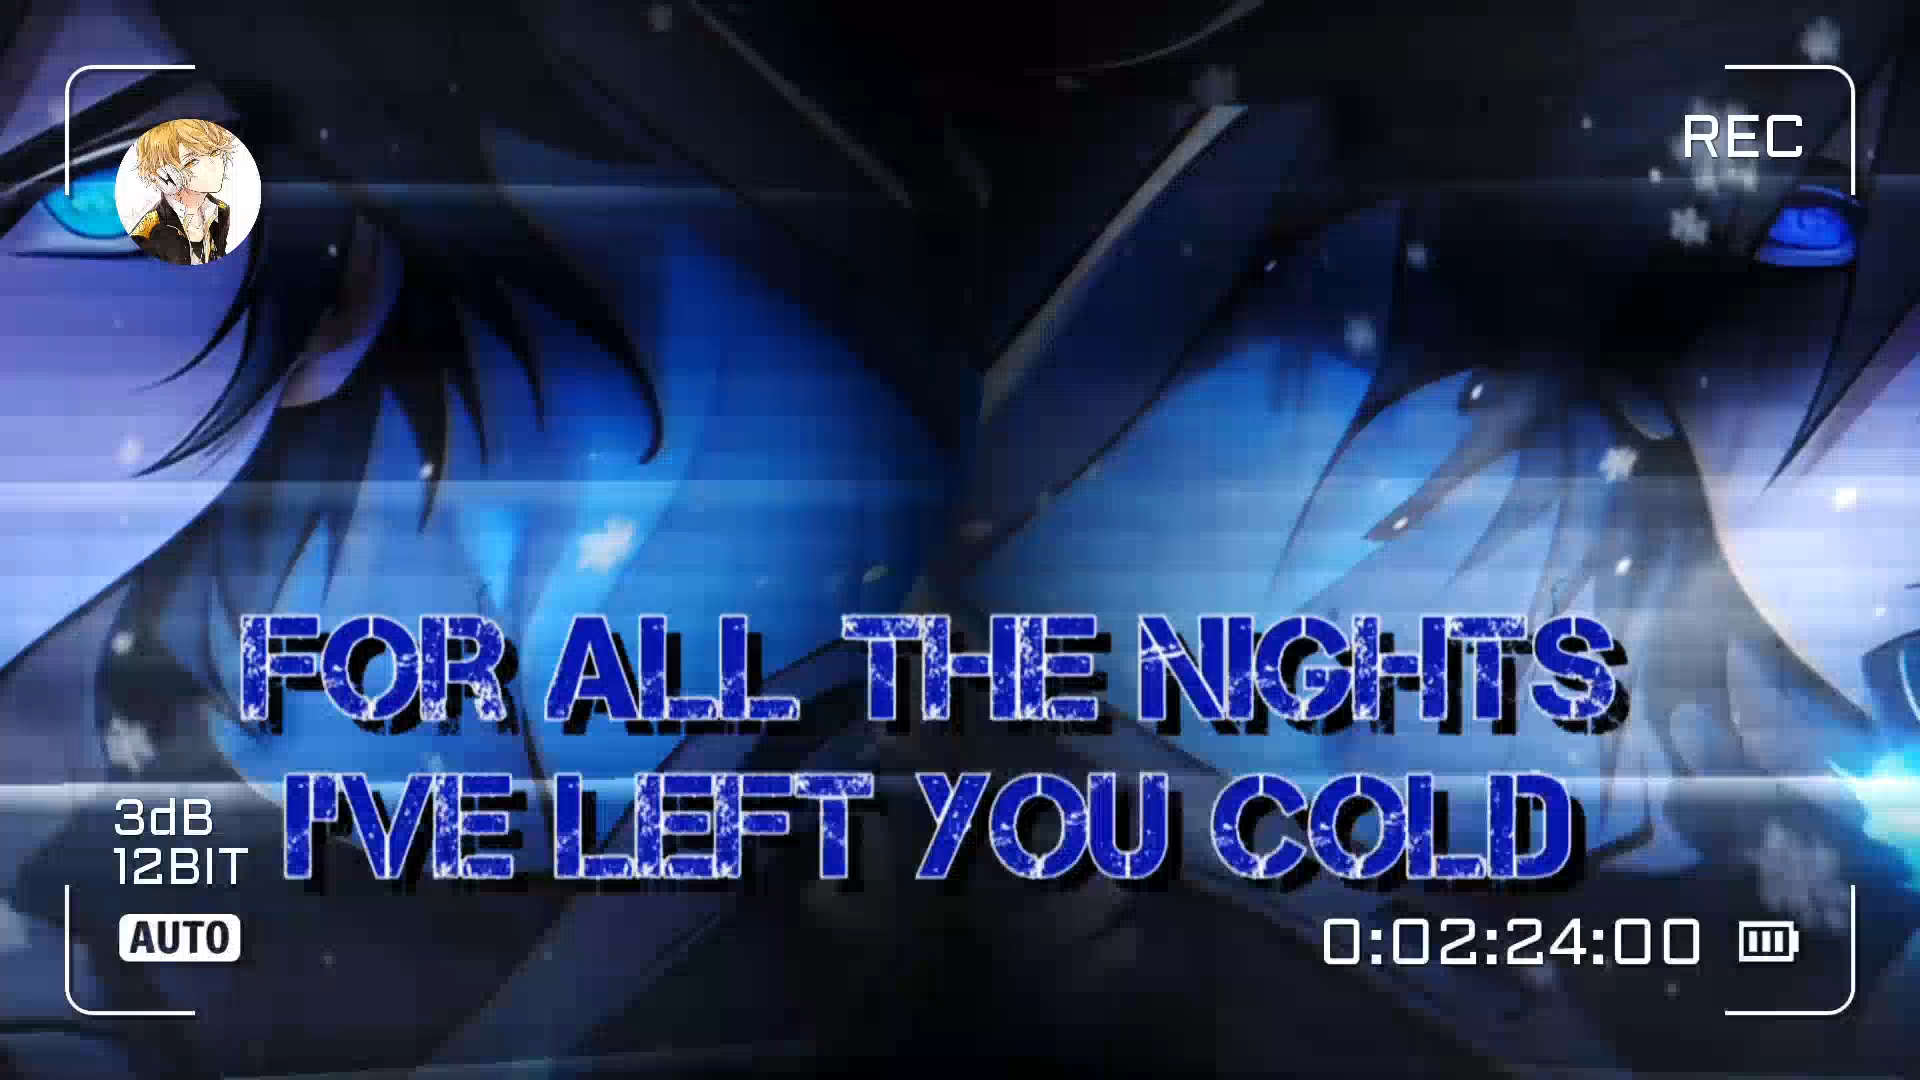 REC
FOR ALL THE NIGHTS
I'VE LEFT YOU COLD
3dB
12BIT
AUTO
0:02:24:00